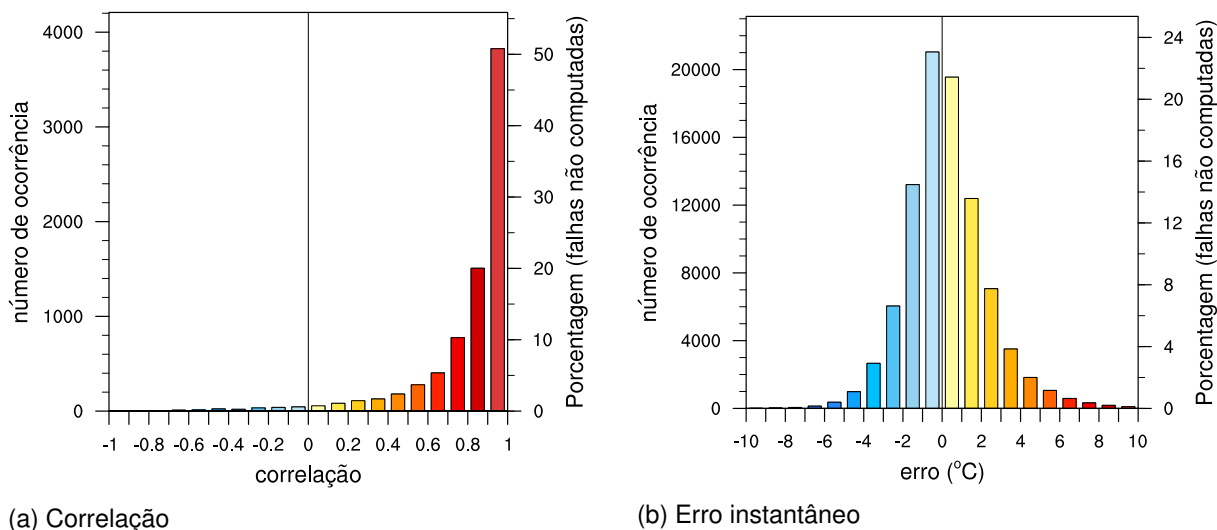 número de ocorrência
4000
3000
2000
1000
0
50
40
30
20
10
0
Porcentagem (falhas não computadas)
-1 -0.8 -0.6 -0.4 -0.2 0 0.2 0.4 0.6 0.8 1
correlação
(a) Correlação
número de ocorrência
20000
16000
12000
8000
4000
0
24
20
16
12
8
4
0
Porcentagem (falhas não computadas)
-10 -8 -6 -4 -2 0 2 4 6 8 10
erro (°C)
(b) Erro instantâneo